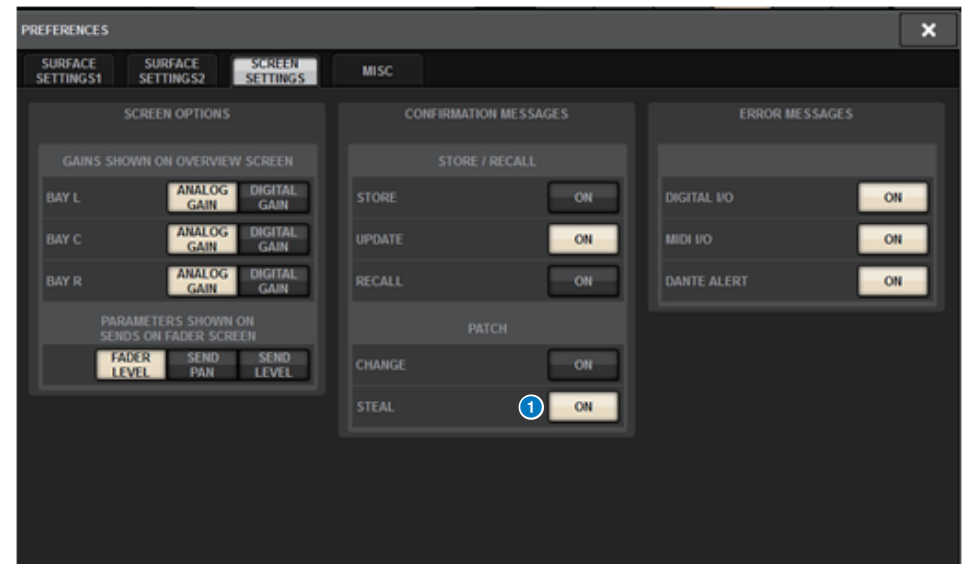 PREFERENCES
×
SURFACE SETTINGS1
SURFACE SETTINGS2
SCREEN SETTINGS
MISC
SCREEN OPTIONS
GAINS SHOWN ON OVERVIEW SCREEN
BAY L
ANALOG GAIN
DIGITAL GAIN
BAY C
ANALOG GAIN
DIGITAL GAIN
BAY R
ANALOG GAIN
DIGITAL GAIN
PARAMETERS SHOWN ON
SENDS ON FADER SCREEN
FADER LEVEL
SEND PAN
SEND LEVEL
CONFIRMATION MESSAGES
STORE / RECALL
STORE
ON
UPDATE
ON
RECALL
ON
PATCH
CHANGE
ON
STEAL
1
ON
ERROR MESSAGES
DIGITAL I/O
ON
MIDI I/O
ON
DANTE ALERT
ON